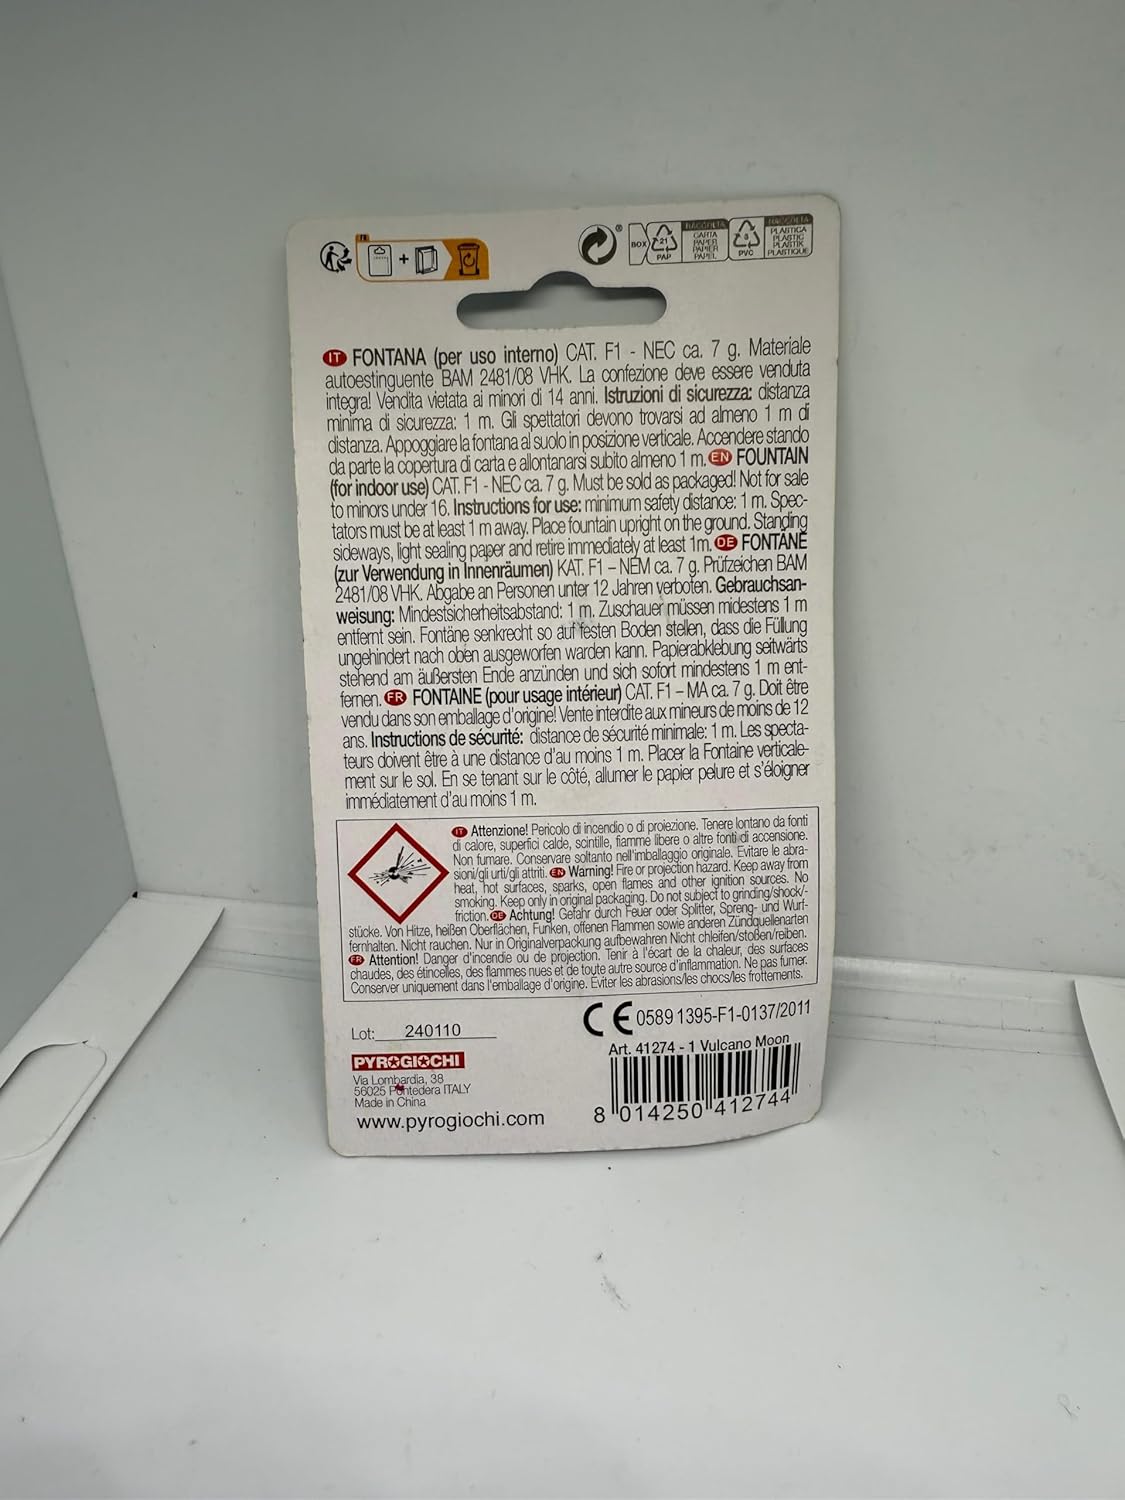 FR
BOX
21
PAP
RACCOLTA
CARTA
PAPER
PAPIER
PAPEL
3
PVC
RACCOLTA
PLASTICA
PLASTIC
PLASTIK
PLASTIQUE
IT FONTANA (per uso interno) CAT. F1 - NEC ca. 7 g. Materiale
autoestinguente BAM 2481/08 VHK. La confezione deve essere venduta
integra! Vendita vietata ai minori di 14 anni. Istruzioni di sicurezza: distanza
minima di sicurezza: 1 m. Gli spettatori devono trovarsi ad almeno 1 m di
distanza. Appoggiare la fontana al suolo in posizione verticale. Accendere stando
da parte la copertura di carta e allontanarsi subito almeno 1 m. EN FOUNTAIN
(for indoor use) CAT. F1 - NEC ca. 7 g. Must be sold as packaged! Not for sale
to minors under 16. Instructions for use: minimum safety distance: 1 m. Spec-
tators must be at least 1 m away. Place fountain upright on the ground. Standing
sideways, light sealing paper and retire immediately at least 1m. DE FONTÄNE
(zur Verwendung in Innenräumen) KAT. F1 – NEM ca. 7 g. Prüfzeichen BAM
2481/08 VHK. Abgabe an Personen unter 12 Jahren verboten. Gebrauchsan-
weisung: Mindestsicherheitsabstand: 1 m. Zuschauer müssen midestens 1 m
entfernt sein. Fontäne senkrecht so auf festen Boden stellen, dass die Füllung
ungehindert nach oben ausgeworfen warden kann. Papierabklebung seitwärts
stehend am äußersten Ende anzünden und sich sofort mindestens 1 m ent-
fernen. FR FONTAINE (pour usage intérieur) CAT. F1 – MA ca. 7 g. Doit être
vendu dans son emballage d'origine! Vente interdite aux mineurs de moins de 12
ans. Instructions de sécurité: distance de sécurité minimale: 1 m. Les specta-
teurs doivent être à une distance d'au moins 1 m. Placer la Fontaine verticale-
ment sur le sol. En se tenant sur le côté, allumer le papier pelure et s'éloigner
immédiatement d'au moins 1 m.
IT Attenzione! Pericolo di incendio o di proiezione. Tenere lontano da fonti
di calore, superfici calde, scintille, fiamme libere o altre fonti di accensione.
Non fumare. Conservare soltanto nell'imballaggio originale. Evitare le abra-
sioni/gli urti/gli attriti. EN Warning! Fire or projection hazard. Keep away from
heat, hot surfaces, sparks, open flames and other ignition sources. No
smoking. Keep only in original packaging. Do not subject to grinding/shock/-
friction. DE Achtung! Gefahr durch Feuer oder Splitter, Spreng- und Wurf-
stücke. Von Hitze, heißen Oberflächen, Funken, offenen Flammen sowie anderen Zündquellenarten
fernhalten. Nicht rauchen. Nur in Originalverpackung aufbewahren Nicht chleifen/stoßen/reiben.
FR Attention! Danger d'incendie ou de projection. Tenir à l'écart de la chaleur, des surfaces
chaudes, des étincelles, des flammes nues et de toute autre source d'inflammation. Ne pas fumer.
Conserver uniquement dans l'emballage d'origine. Éviter les abrasions/les chocs/les frottements.
Lot: 240110
CE 0589 1395-F1-0137/2011
Art. 41274 - 1 Vulcano Moon
PYROGIOCHI
Via Lombardia, 38
56025 Pontedera ITALY
Made in China
www.pyrogiochi.com
8 014250 412744